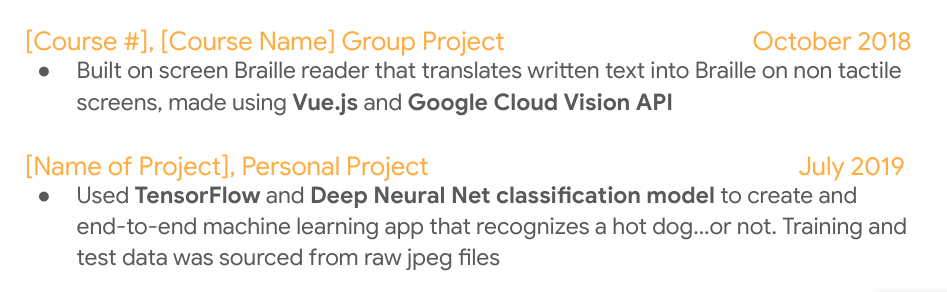 [Course #], [Course Name] Group Project October 2018
● Built on screen Braille reader that translates written text into Braille on non tactile
screens, made using Vue.js and Google Cloud Vision API
[Name of Project], Personal Project July 2019
● Used TensorFlow and Deep Neural Net classification model to create and
end-to-end machine learning app that recognizes a hot dog...or not. Training and
test data was sourced from raw jpeg files